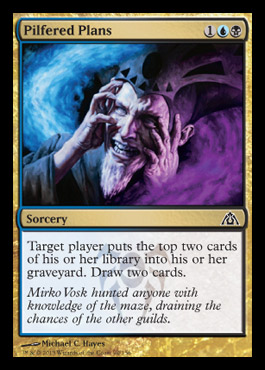 Pilfered Plans 1
Sorcery
Target player puts the top two cards
of his or her library into his or her
graveyard. Draw two cards.
Mirko Vosk hunted anyone with
knowledge of the maze, draining the
chances of the other guilds.
Michael C. Hayes